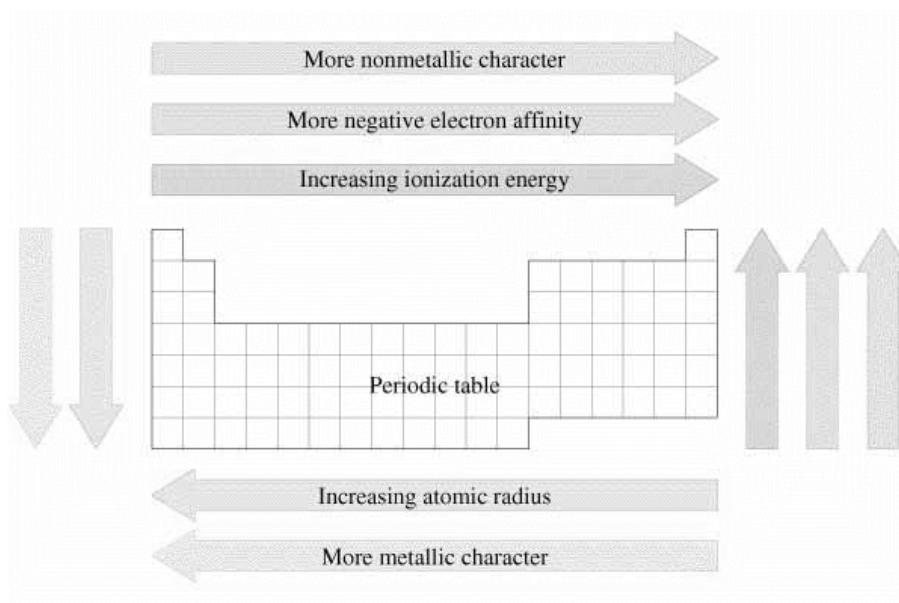 More nonmetallic character
More negative electron affinity
Increasing ionization energy
Periodic table
Increasing atomic radius
More metallic character